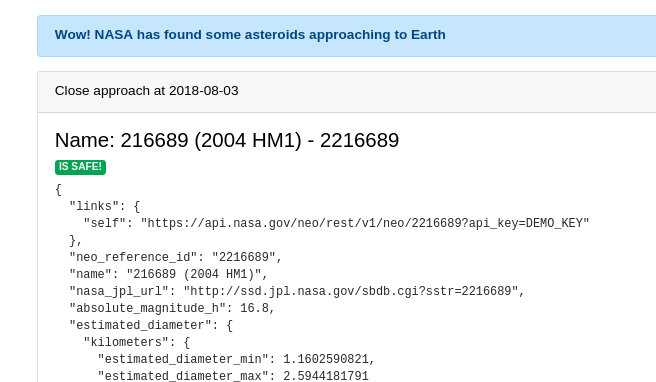 Wow! NASA has found some asteroids approaching to Earth
Close approach at 2018-08-03
Name: 216689 (2004 HM1) - 2216689
IS SAFE!
{
  "links": {
    "self": "https://api.nasa.gov/neo/rest/v1/neo/2216689?api_key=DEMO_KEY"
  },
  "neo_reference_id": "2216689",
  "name": "216689 (2004 HM1)",
  "nasa_jpl_url": "http://ssd.jpl.nasa.gov/sbdb.cgi?sstr=2216689",
  "absolute_magnitude_h": 16.8,
  "estimated_diameter": {
    "kilometers": {
      "estimated_diameter_min": 1.1602590821,
      "estimated_diameter_max": 2.5944181791